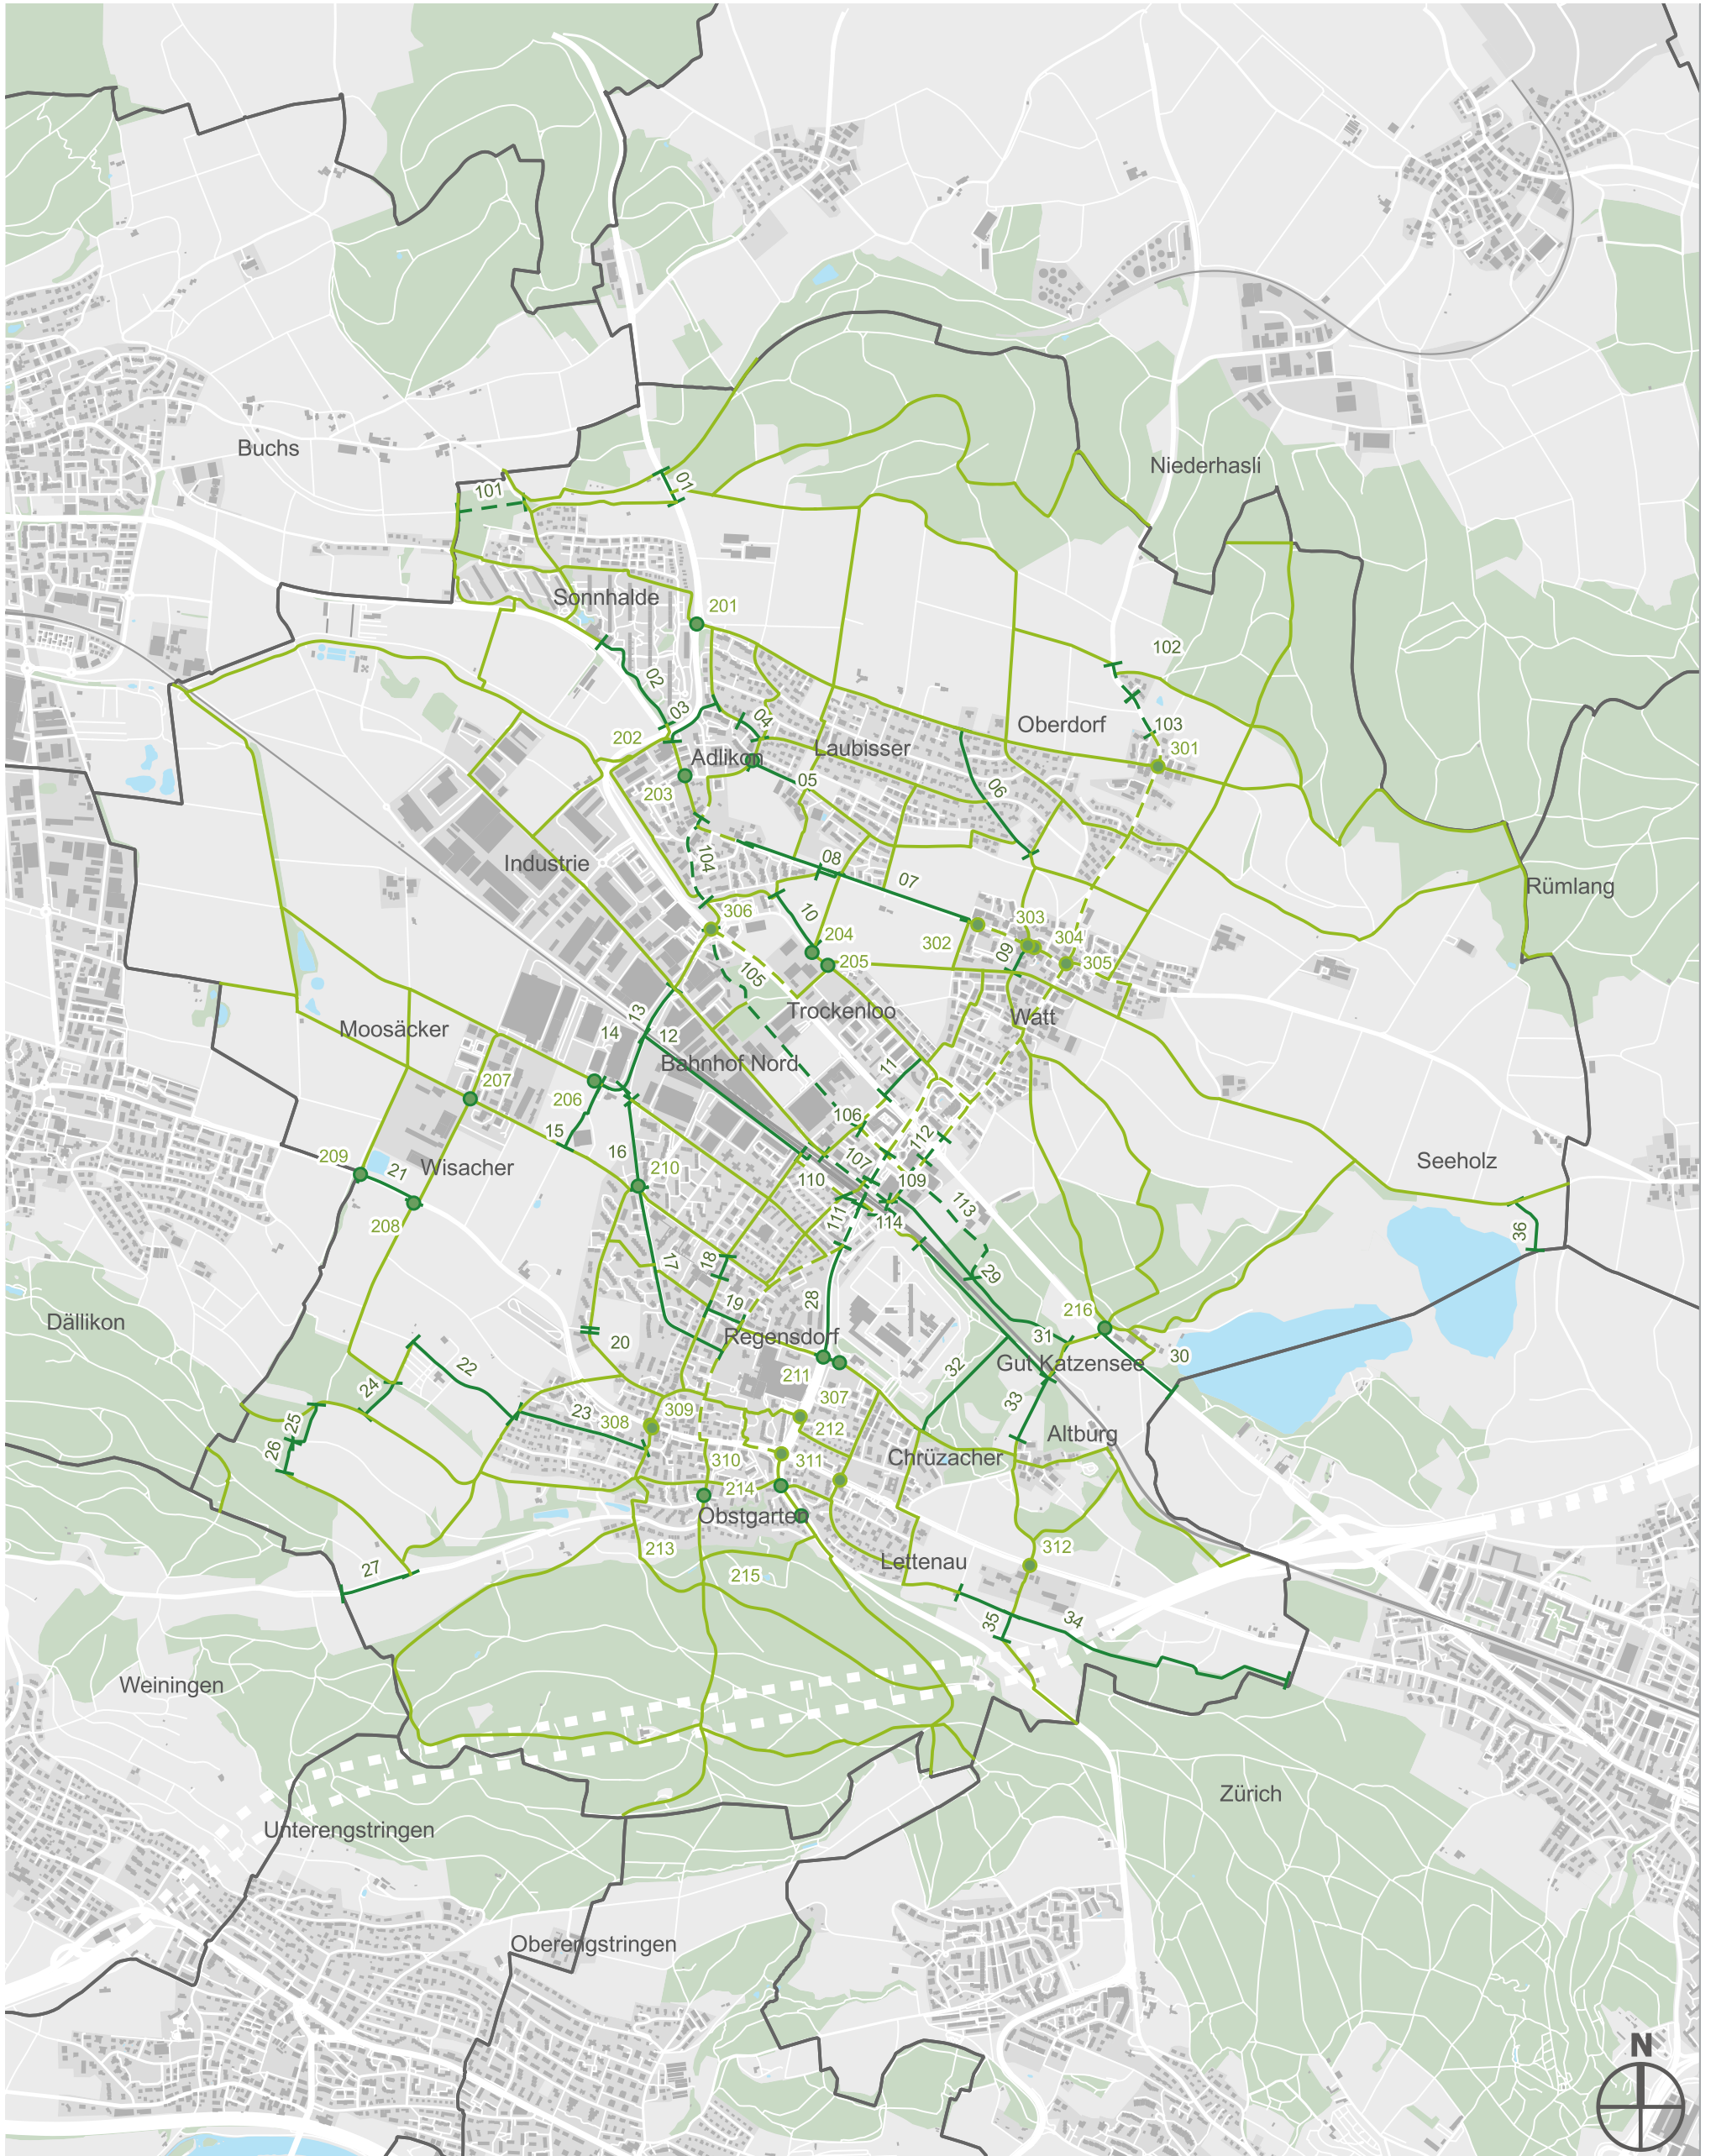 Buchs
Niederhasli
01
101
Sonnhalde
201
102
02
03
04
103
Oberdorf
202
Adlikon
Laubisser
301
203
05
06
Industrie
104
08
07
Rümlang
10
306
303
302
204
304
09
205
305
105
Moosäcker
13
Trockenloo
Watt
14
12
Bahnhof Nord
11
207
206
106
15
112
209
16
107
Seeholz
21
Wisacher
210
110
109
208
113
111
114
36
18
17
29
19
28
216
Dällikon
20
Regensdorf
31
30
22
32
Gut Katzensee
211
24
33
307
25
23
308
309
212
Altburg
26
310
311
Chrüzacher
214
Obstgarten
213
312
27
215
Lettenau
35
34
Weiningen
Zürich
Unterengstringen
Oberengstringen
N